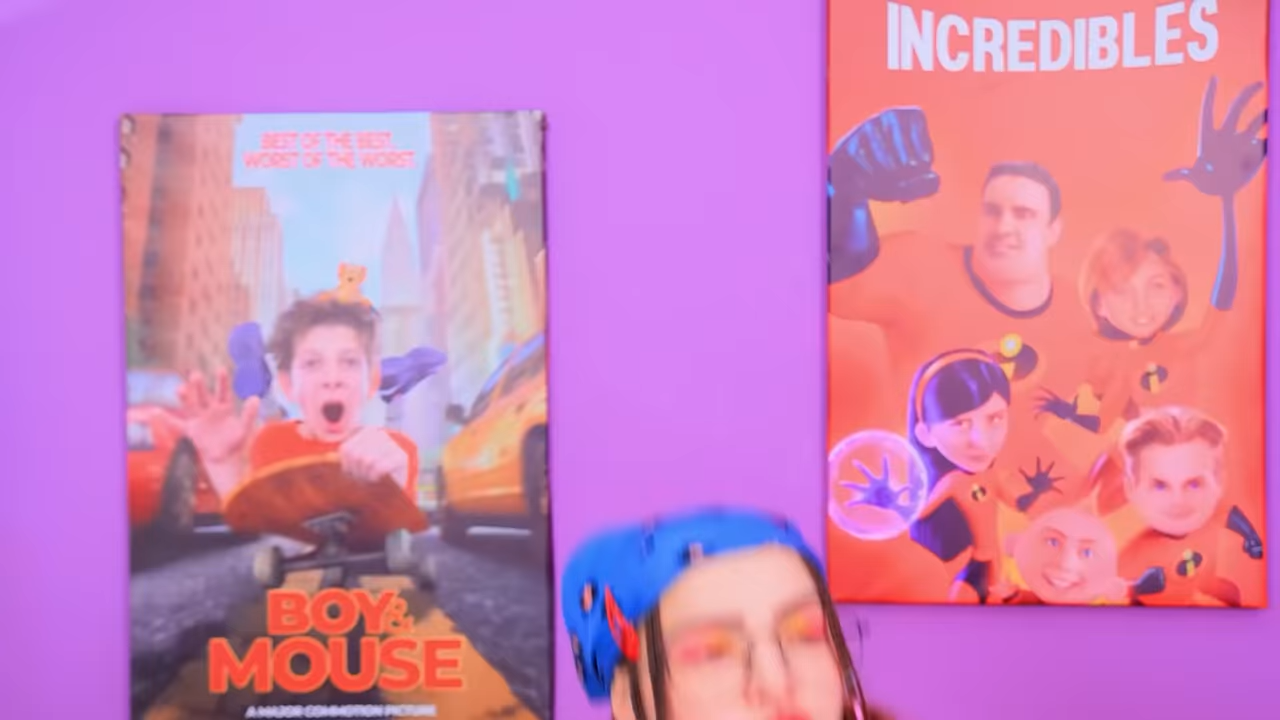 BEST OF THE BEST.
WORST OF THE WORST
BOY &
MOUSE
A MAJOR COMMOTION PICTURE
INCREDIBLES